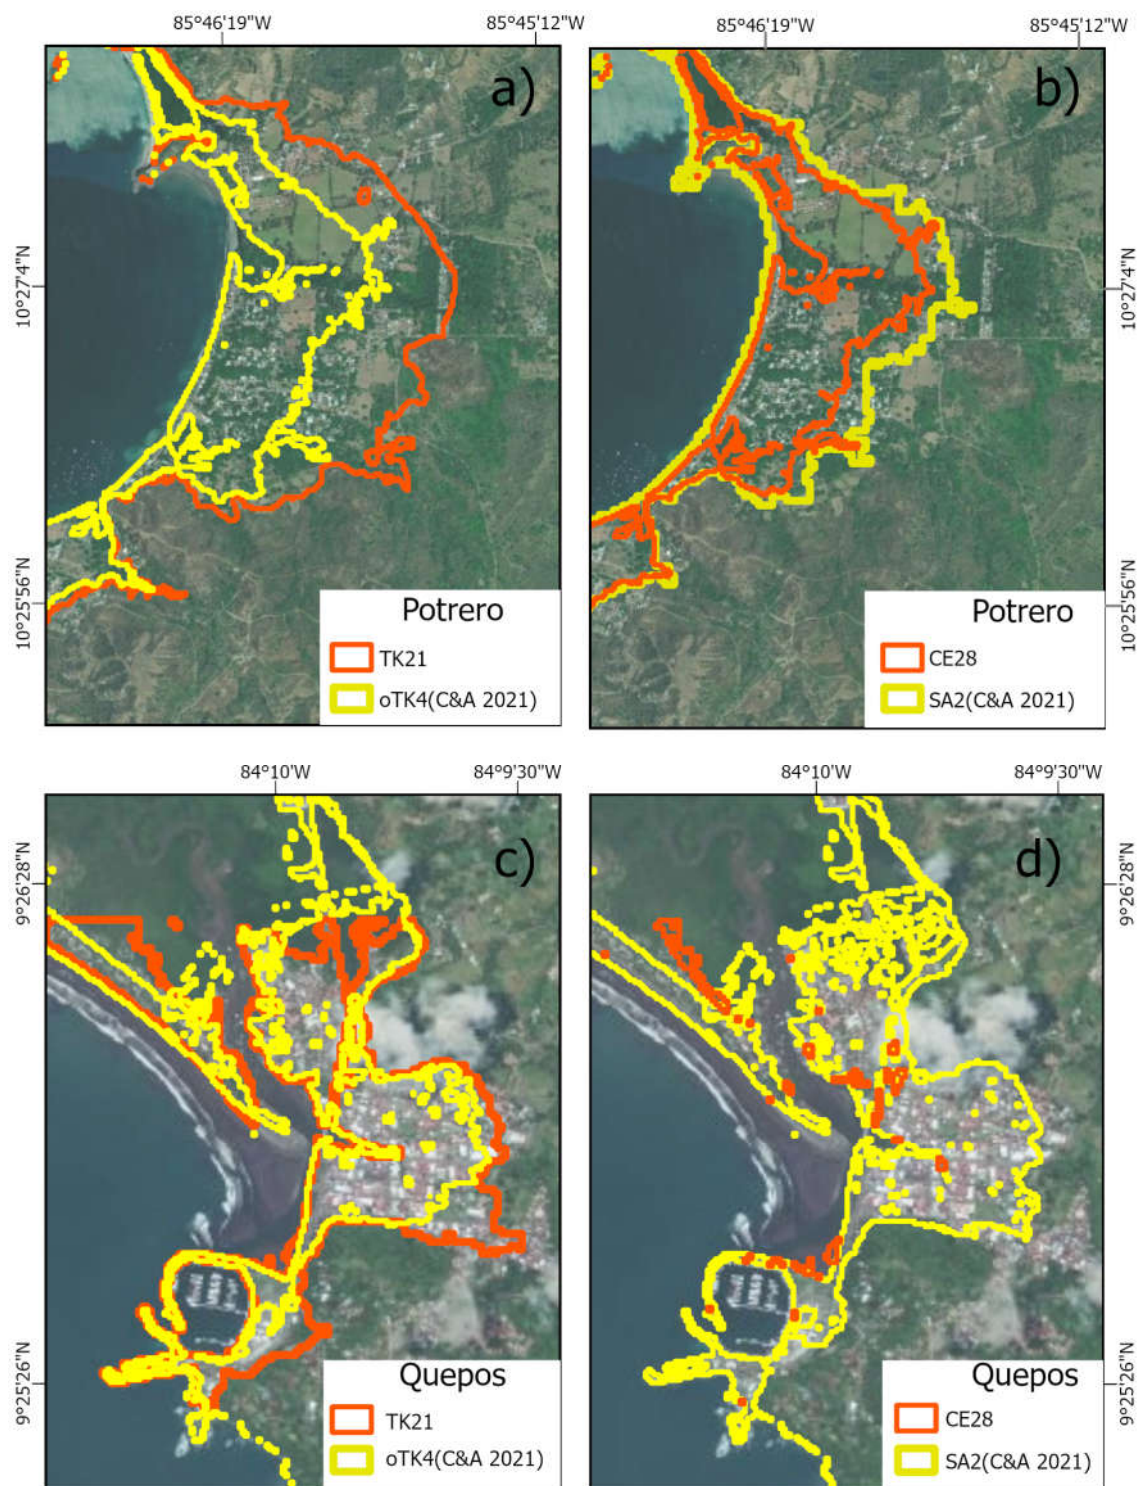 85°46'19"W 85°45'12"W 85°46'19"W 85°45'12"W
a) b)
10°27'4"N 10°27'4"N
10°25'56"N 10°25'56"N
Potrero Potrero
TK21 CE28
oTK4(C&A 2021) SA2(C&A 2021)
84°10'W 84°9'30"W 84°10'W 84°9'30"W
c) d)
9°26'28"N 9°26'28"N
9°25'26"N 9°25'26"N
Quepos Quepos
TK21 CE28
oTK4(C&A 2021) SA2(C&A 2021)